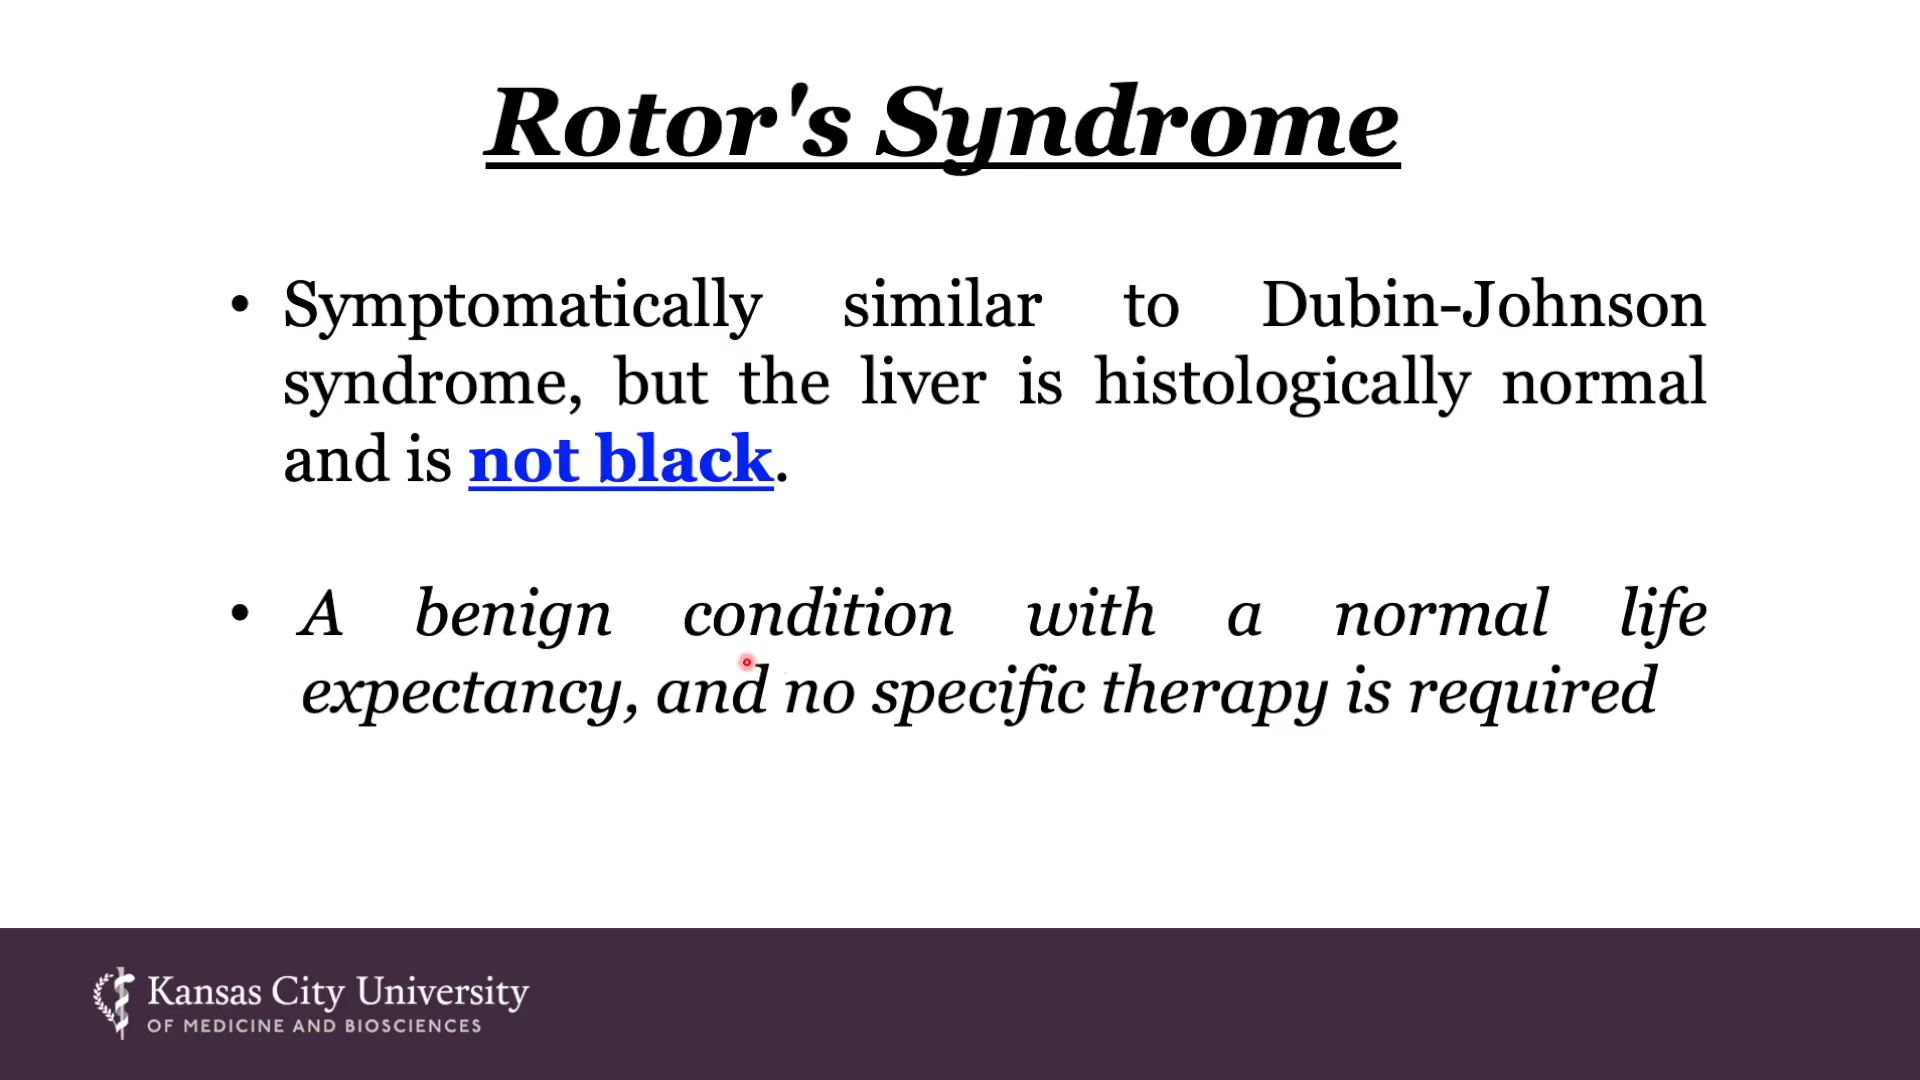 Rotor's Syndrome
• Symptomatically similar to Dubin-Johnson
syndrome, but the liver is histologically normal
and is not black.
• A benign condition with a normal life
expectancy, and no specific therapy is required
Kansas City University
OF MEDICINE AND BIOSCIENCES